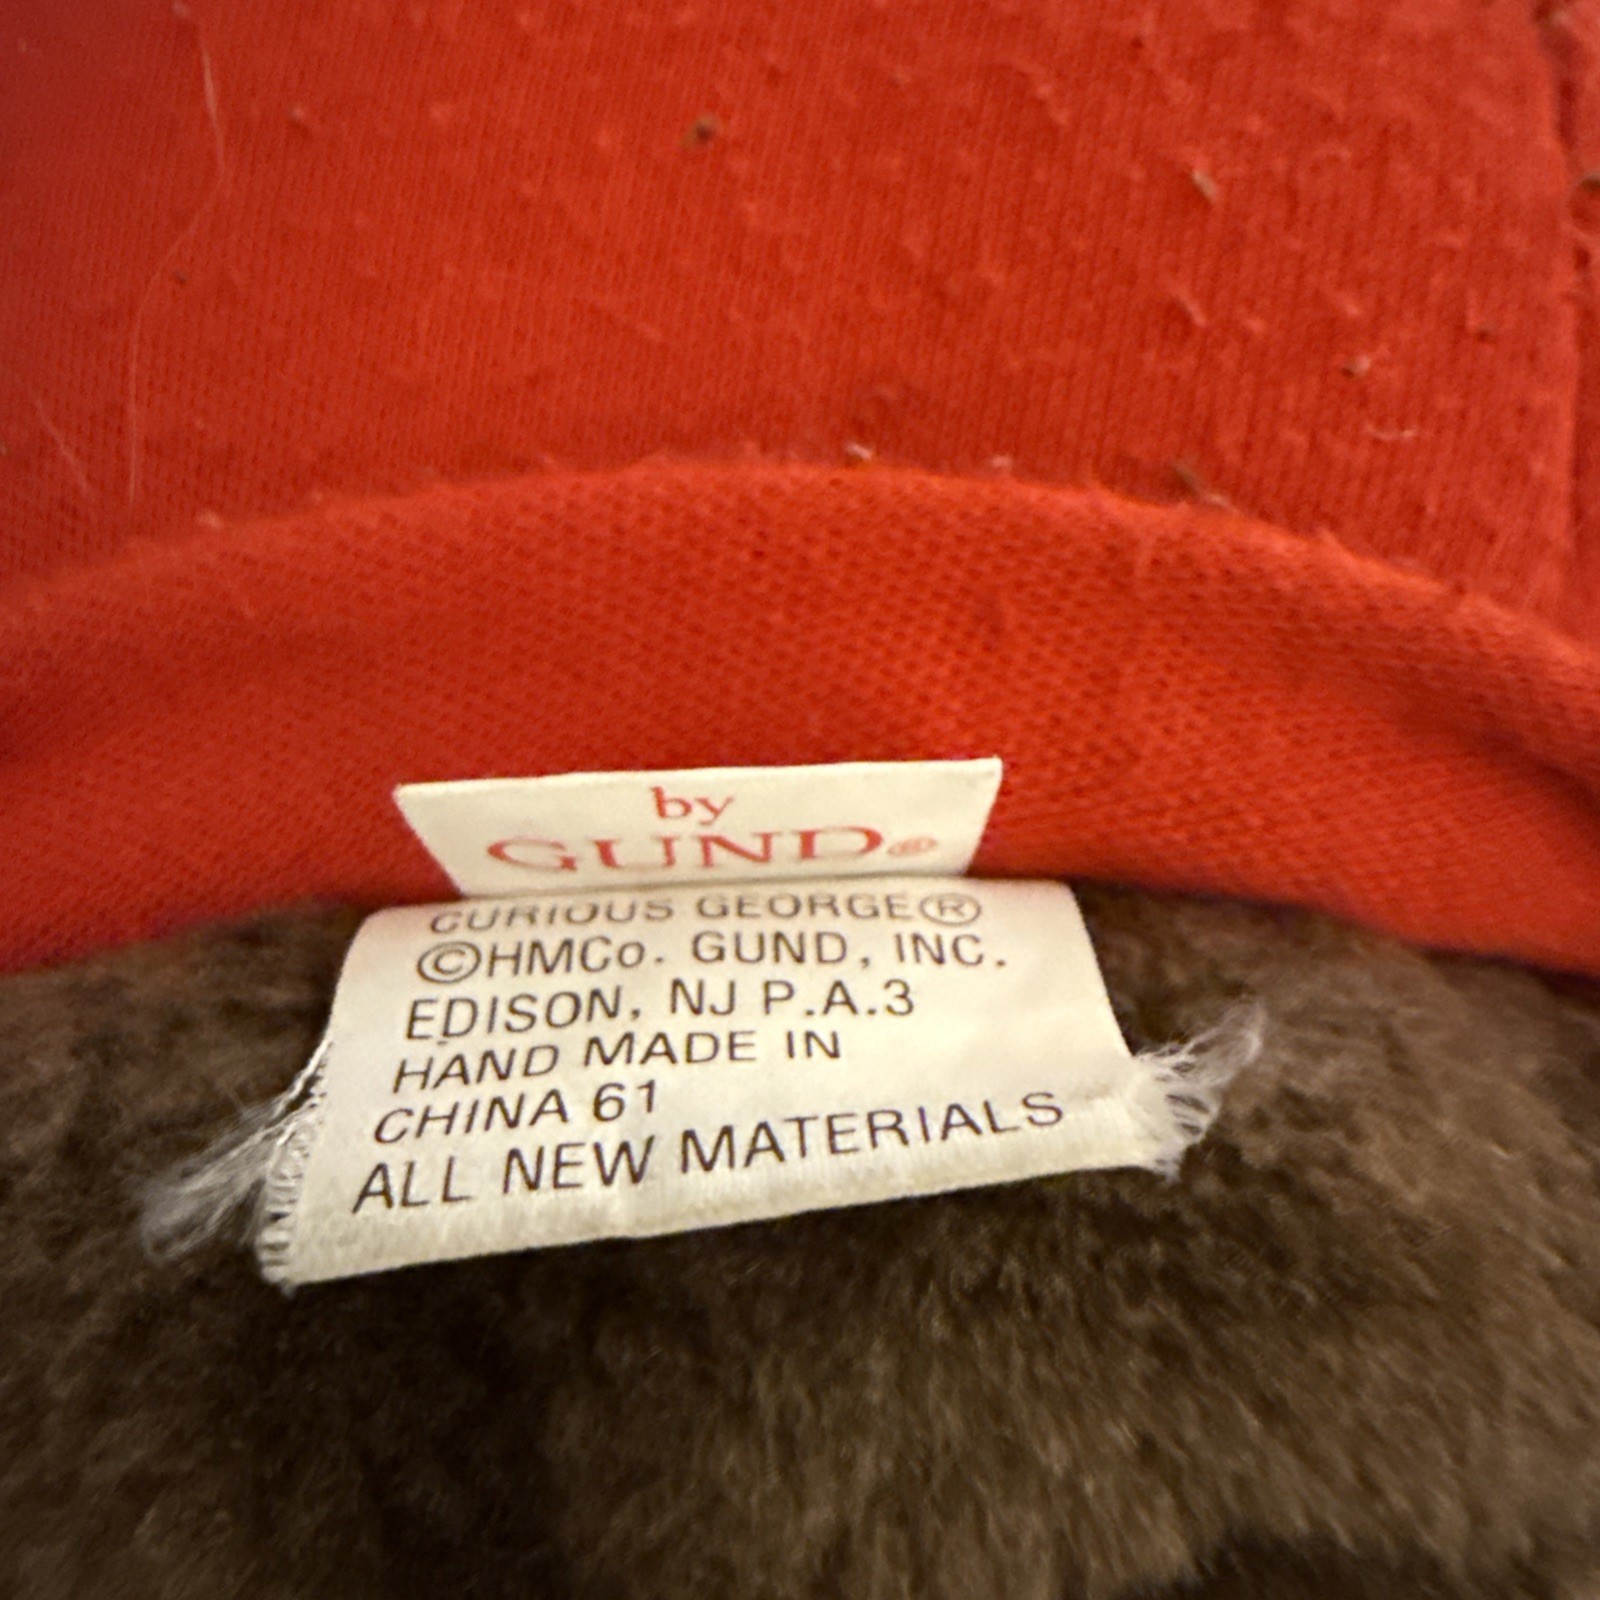 by
GUND®
CURIOUS GEORGE®
©HMCo. GUND, INC.
EDISON, NJ P.A.3
HAND MADE IN
CHINA 61
ALL NEW MATERIALS